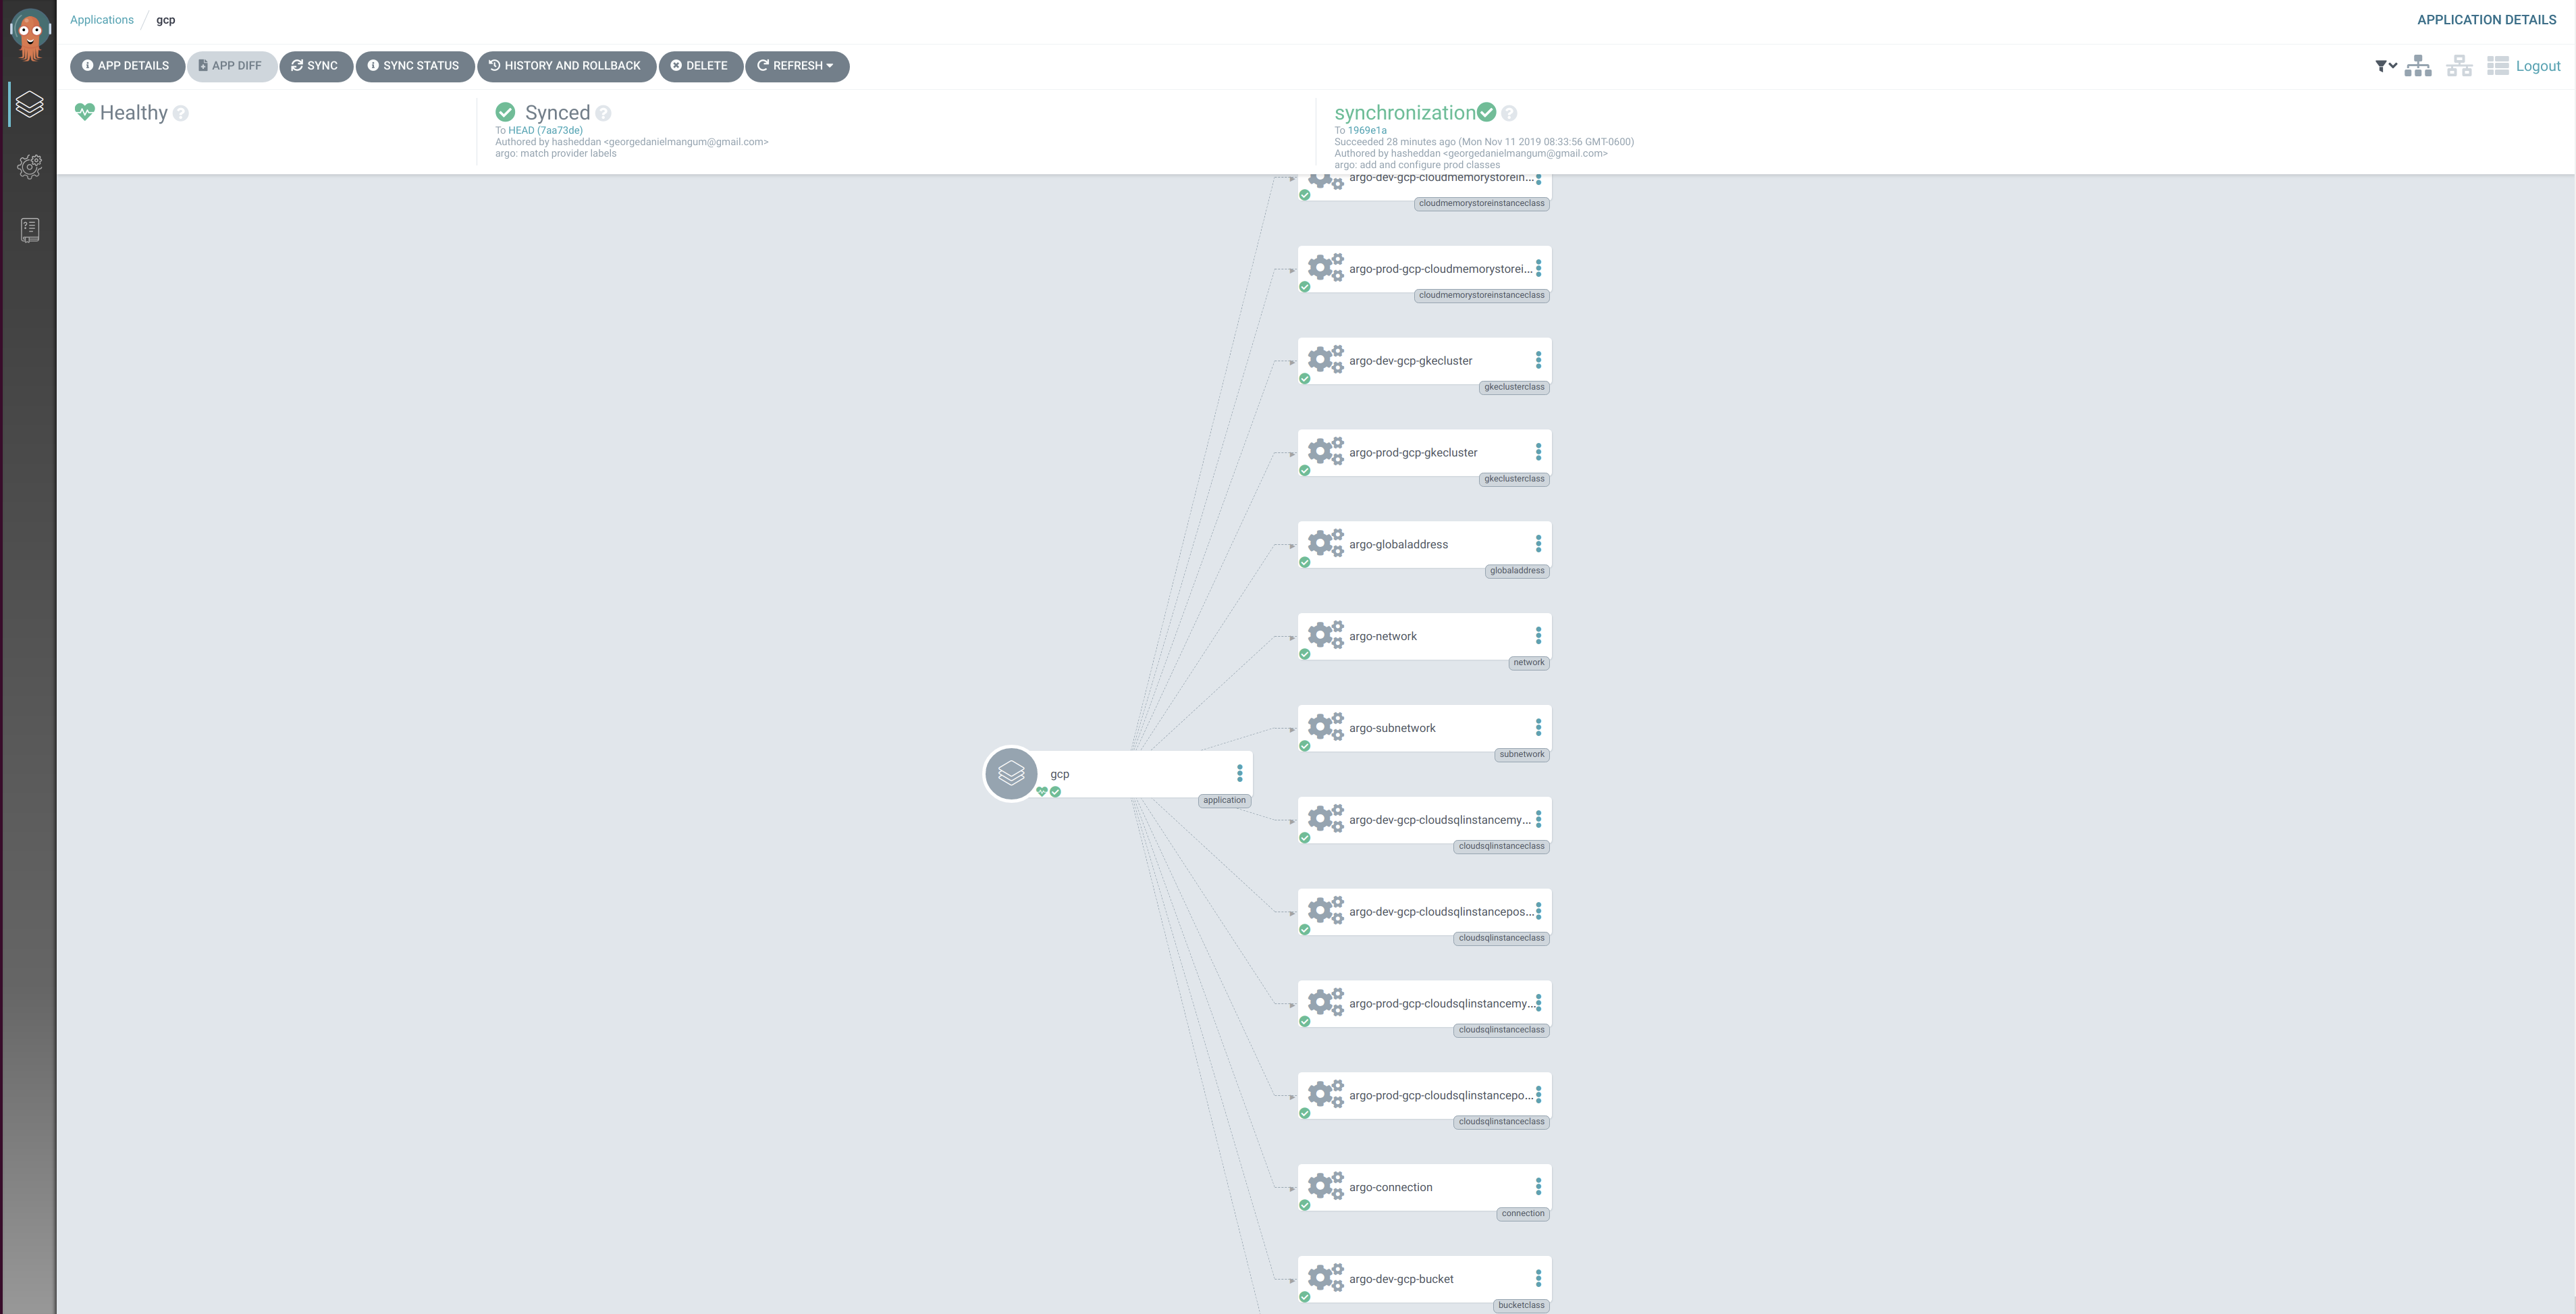 Applications / gcp
APPLICATION DETAILS
APP DETAILS
APP DIFF
SYNC
SYNC STATUS
HISTORY AND ROLLBACK
DELETE
REFRESH
Logout
Healthy
Synced
To HEAD (7aa73de)
Authored by hasheddan <georgedanielmangum@gmail.com>
argo: match provider labels
synchronization
To 1969e1a
Succeeded 28 minutes ago (Mon Nov 11 2019 08:33:56 GMT-0600)
Authored by hasheddan <georgedanielmangum@gmail.com>
argo: add and configure prod classes
argo-dev-gcp-cloudmemorystorein...
cloudmemorystoreinstanceclass
argo-prod-gcp-cloudmemorystorei...
cloudmemorystoreinstanceclass
argo-dev-gcp-gkecluster
gkeclusterclass
argo-prod-gcp-gkecluster
gkeclusterclass
argo-globaladdress
globaladdress
argo-network
network
argo-subnetwork
subnetwork
gcp
application
argo-dev-gcp-cloudsqlinstancemy...
cloudsqlinstanceclass
argo-dev-gcp-cloudsqlinstancepos...
cloudsqlinstanceclass
argo-prod-gcp-cloudsqlinstancemy...
cloudsqlinstanceclass
argo-prod-gcp-cloudsqlinstancepo...
cloudsqlinstanceclass
argo-connection
connection
argo-dev-gcp-bucket
bucketclass